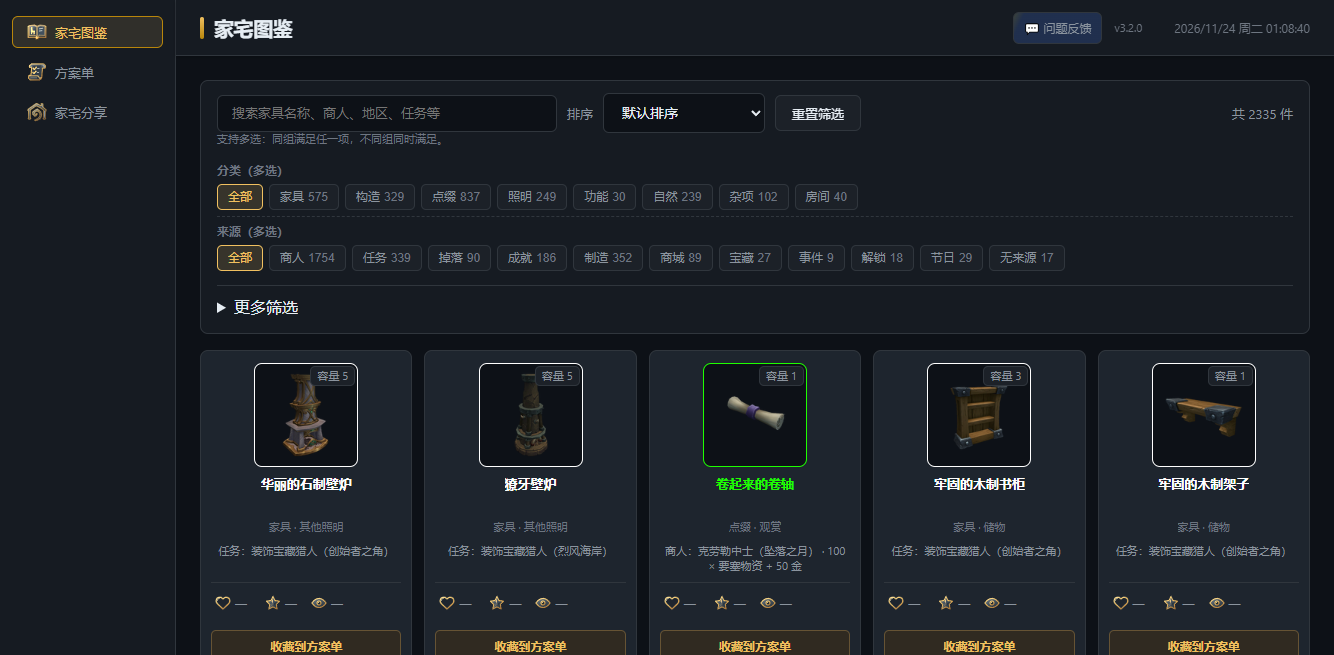 家宅图鉴
方案单
家宅分享
家宅图鉴
问题反馈 v3.2.0 2026/11/24 周二 01:08:40
搜索家具名称、商人、地区、任务等 排序 默认排序 重置筛选 共 2335 件
支持多选：同组满足任一项，不同组同时满足。
分类（多选）
全部 家具 575 构造 329 点缀 837 照明 249 功能 30 自然 239 杂项 102 房间 40
来源（多选）
全部 商人 1754 任务 339 掉落 90 成就 186 制造 352 商城 89 宝藏 27 事件 9 解锁 18 节日 29 无来源 17
▶ 更多筛选
容量 5
华丽的石制壁炉
家具 · 其他照明
任务：装饰宝藏猎人（创始者之角）
— — —
收藏到方案单
容量 5
獠牙壁炉
家具 · 其他照明
任务：装饰宝藏猎人（烈风海岸）
— — —
收藏到方案单
容量 1
卷起来的卷轴
点缀 · 观赏
商人：克劳勒中士（坠落之月） · 100
× 要塞物资 + 50 金
— — —
收藏到方案单
容量 3
牢固的木制书柜
家具 · 储物
任务：装饰宝藏猎人（创始者之角）
— — —
收藏到方案单
容量 1
牢固的木制架子
家具 · 储物
任务：装饰宝藏猎人（创始者之角）
— — —
收藏到方案单